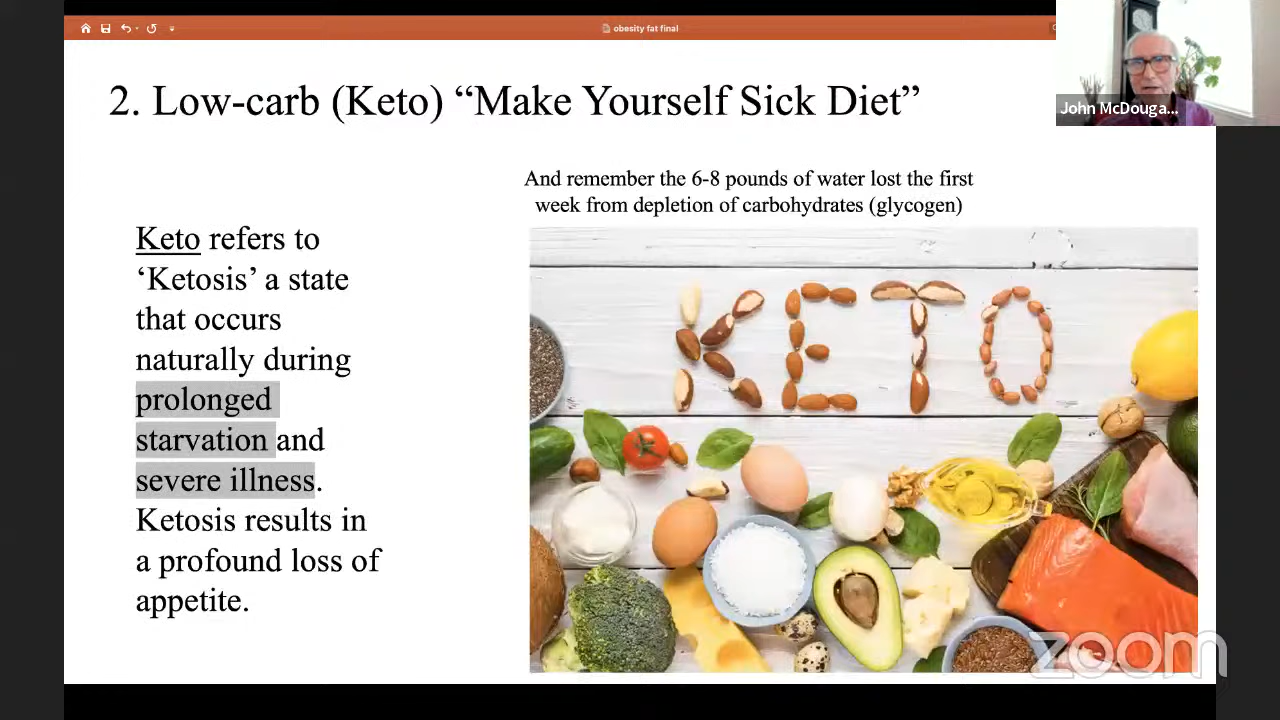 obesity fat final
John McDouga...
2. Low-carb (Keto) “Make Yourself Sick Diet”
And remember the 6-8 pounds of water lost the first
week from depletion of carbohydrates (glycogen)
Keto refers to
‘Ketosis’ a state
that occurs
naturally during
prolonged
starvation and
severe illness.
Ketosis results in
a profound loss of
appetite.
KETO
zoom